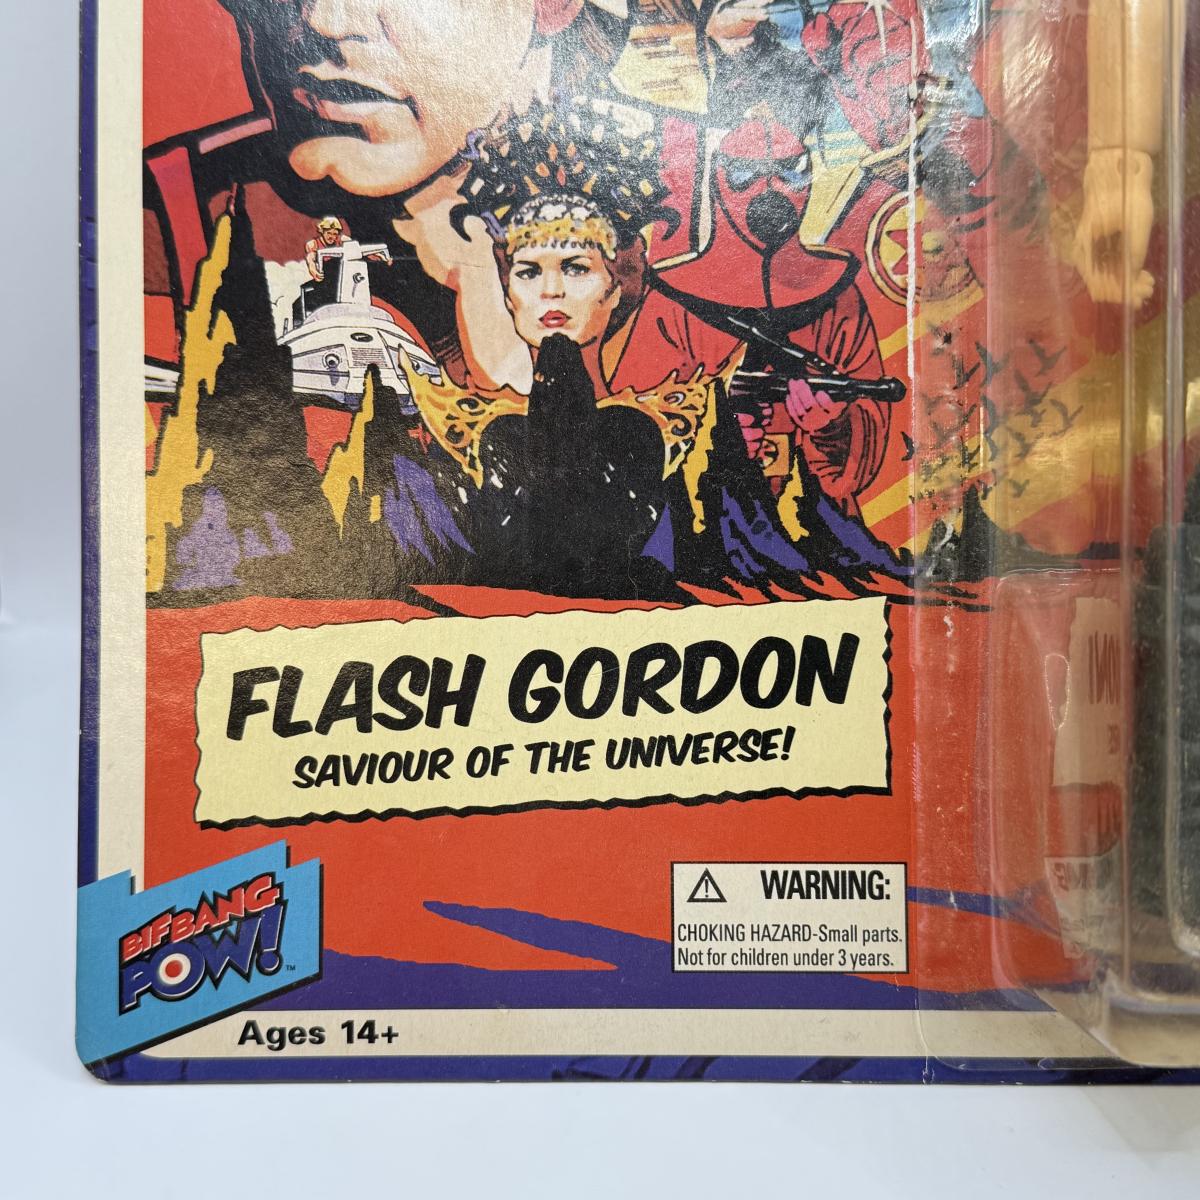 FLASH GORDON
SAVIOUR OF THE UNIVERSE!
BIF BANG
POW!™
WARNING:
CHOKING HAZARD-Small parts.
Not for children under 3 years.
Ages 14+